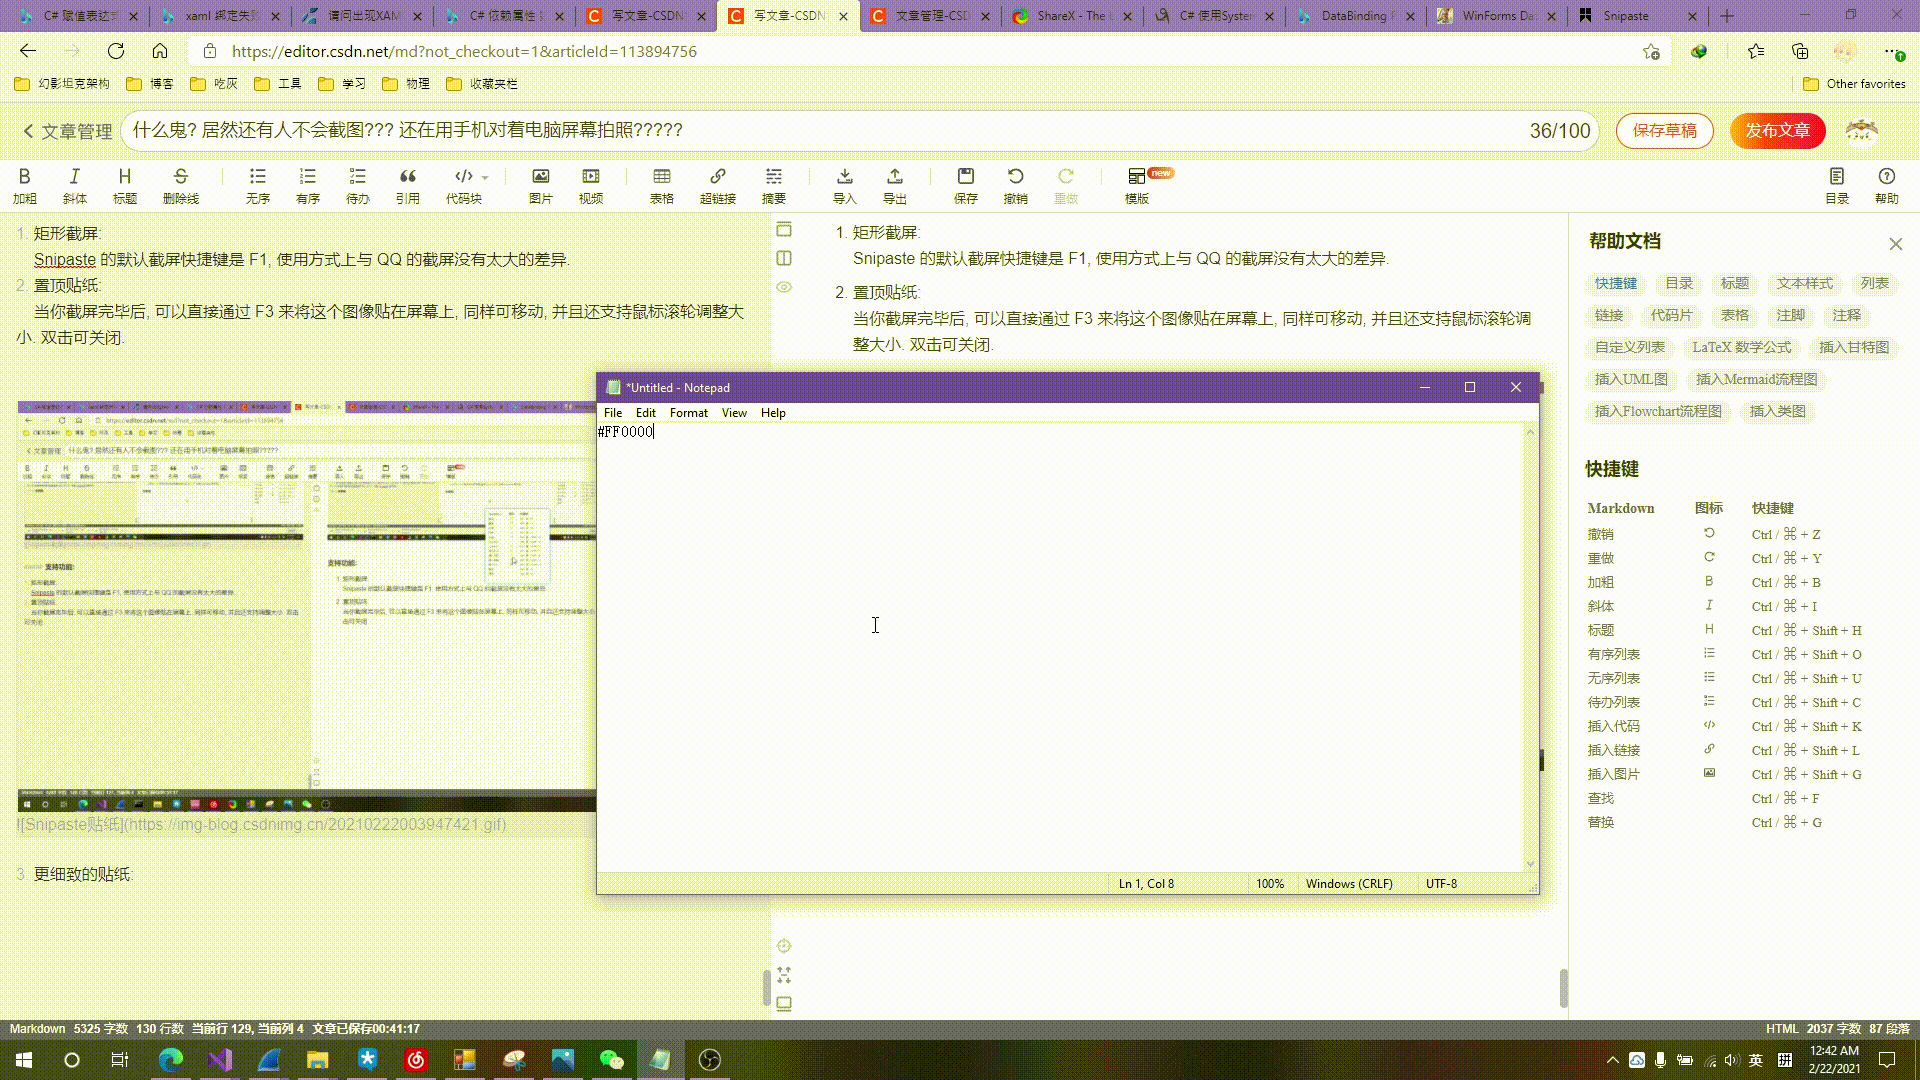 C# 赋值表达式
xaml 绑定失败
请问出现XAM
C# 依赖属性
写文章-CSDN
写文章-CSDN
文章管理-CSD
ShareX - The
C# 使用System
DataBinding
WinForms Da
Snipaste
https://editor.csdn.net/md?not_checkout=1&articleId=113894756
幻影坦克架构
博客
吃灰
工具
学习
物理
收藏夹栏
Other favorites
文章管理
什么鬼? 居然还有人不会截图??? 还在用手机对着电脑屏幕拍照?????
36/100
保存草稿
发布文章
加粗
斜体
标题
删除线
无序
有序
待办
引用
代码块
图片
视频
表格
超链接
摘要
导入
导出
保存
撤销
重做
模版
new
目录
帮助
1. 矩形截屏:
Snipaste 的默认截屏快捷键是 F1, 使用方式上与 QQ 的截屏没有太大的差异.
2. 置顶贴纸:
当你截屏完毕后, 可以直接通过 F3 来将这个图像贴在屏幕上, 同样可移动, 并且还支持鼠标滚轮调整大
小. 双击可关闭.
![Snipaste贴纸](https://img-blog.csdnimg.cn/20210222003947421.gif)
3 更细致的贴纸:
1. 矩形截屏:
Snipaste 的默认截屏快捷键是 F1, 使用方式上与 QQ 的截屏没有太大的差异.
2. 置顶贴纸:
当你截屏完毕后, 可以直接通过 F3 来将这个图像贴在屏幕上, 同样可移动, 并且还支持鼠标滚轮调
整大小. 双击可关闭.
*Untitled - Notepad
File Edit Format View Help
#FF0000
Ln 1, Col 8
100%
Windows (CRLF)
UTF-8
帮助文档
快捷键 目录 标题 文本样式 列表
链接 代码片 表格 注脚 注释
自定义列表 LaTeX 数学公式 插入甘特图
插入UML图 插入Mermaid流程图
插入Flowchart流程图 插入类图
快捷键
Markdown 图标 快捷键
撤销 Ctrl / ⌘ + Z
重做 Ctrl / ⌘ + Y
加粗 B Ctrl / ⌘ + B
斜体 I Ctrl / ⌘ + I
标题 H Ctrl / ⌘ + Shift + H
有序列表 Ctrl / ⌘ + Shift + O
无序列表 Ctrl / ⌘ + Shift + U
待办列表 Ctrl / ⌘ + Shift + C
插入代码 Ctrl / ⌘ + Shift + K
插入链接 Ctrl / ⌘ + Shift + L
插入图片 Ctrl / ⌘ + Shift + G
查找 Ctrl / ⌘ + F
替换 Ctrl / ⌘ + G
Markdown 5325 字数 130 行数 当前行 129, 当前列 4 文章已保存00:41:17
HTML 2037 字数 87 段落
英
拼
12:42 AM
2/22/2021